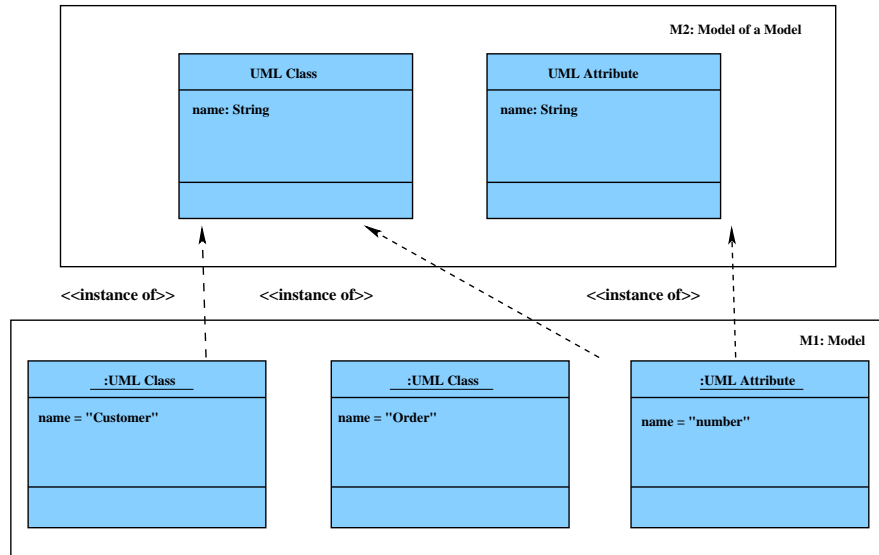 M2: Model of a Model
UML Class
UML Attribute
name: String
name: String
<<instance of>>
<<instance of>>
<<instance of>>
M1: Model
:UML Class
:UML Class
:UML Attribute
name = "Customer"
name = "Order"
name = "number"